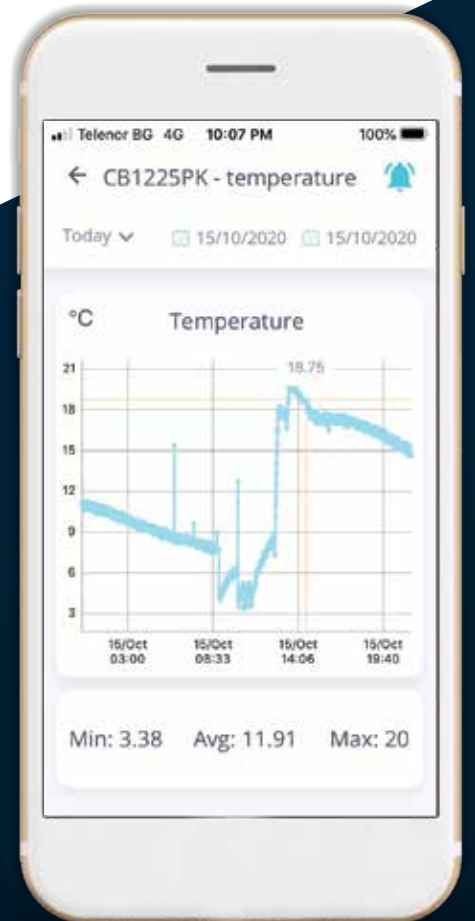 Telenor BG 4G 10:07 PM 100%
← CB1225PK - temperature
Today 15/10/2020 15/10/2020
°C Temperature
18.75
21
18
15
12
9
6
3
15/Oct 15/Oct 15/Oct 15/Oct
03:00 08:33 14:06 19:40
Min: 3.38 Avg: 11.91 Max: 20